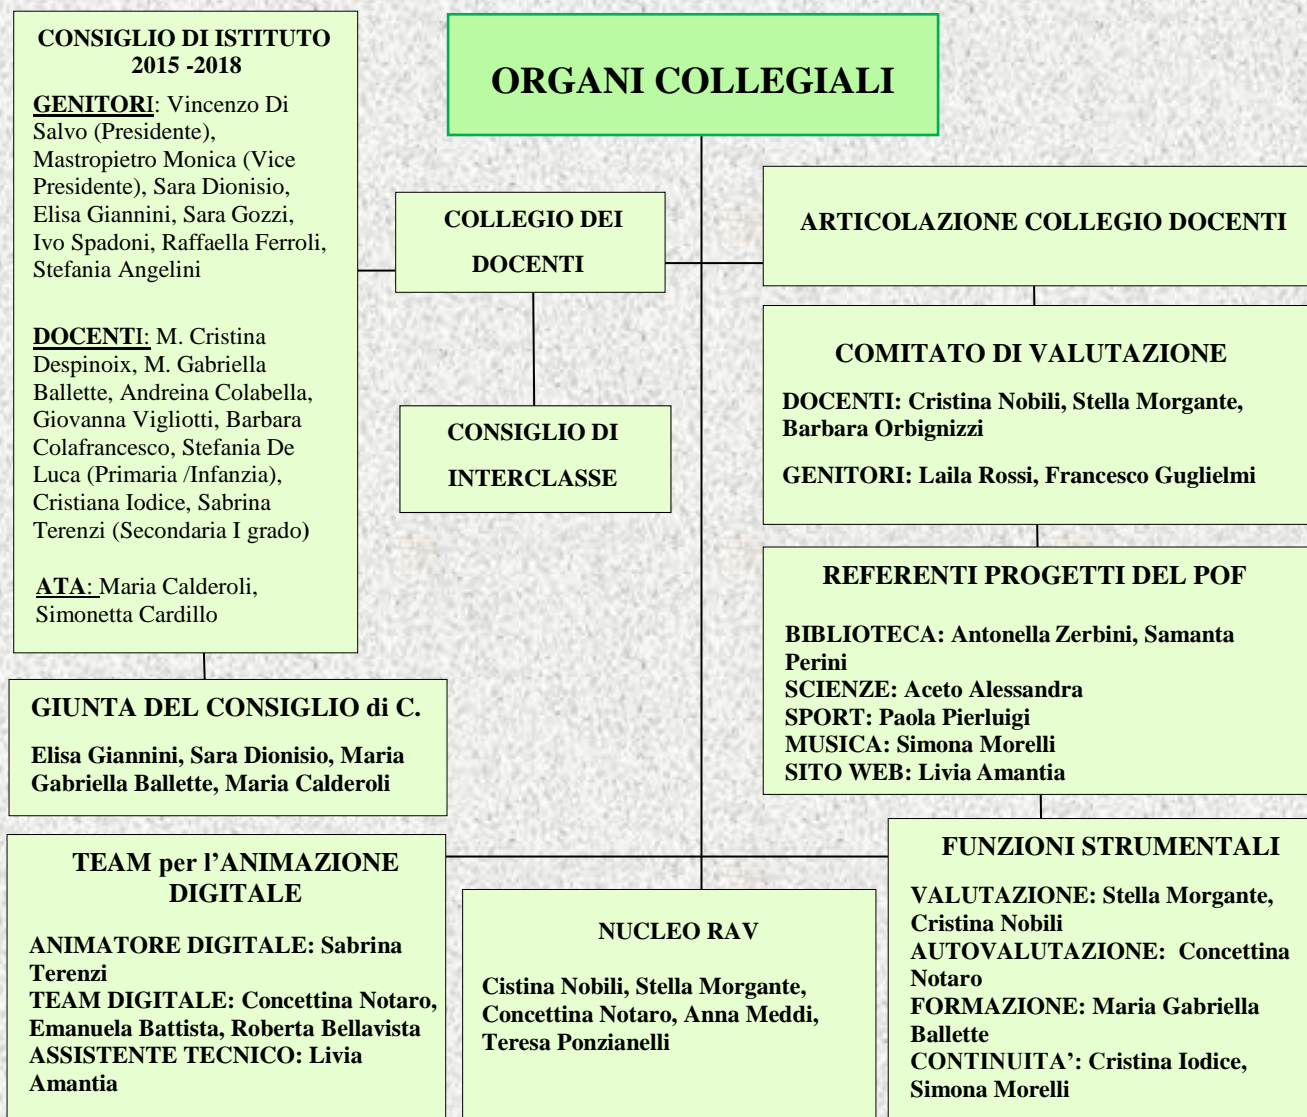 CONSIGLIO DI ISTITUTO
2015 -2018
GENITORI: Vincenzo Di
Salvo (Presidente),
Mastropietro Monica (Vice
Presidente), Sara Dionisio,
Elisa Giannini, Sara Gozzi,
Ivo Spadoni, Raffaella Ferroli,
Stefania Angelini
DOCENTI: M. Cristina
Despinoix, M. Gabriella
Ballette, Andreina Colabella,
Giovanna Vigliotti, Barbara
Colafrancesco, Stefania De
Luca (Primaria /Infanzia),
Cristiana Iodice, Sabrina
Terenzi (Secondaria I grado)
ATA: Maria Calderoli,
Simonetta Cardillo
ORGANI COLLEGIALI
COLLEGIO DEI
DOCENTI
CONSIGLIO DI
INTERCLASSE
ARTICOLAZIONE COLLEGIO DOCENTI
COMITATO DI VALUTAZIONE
DOCENTI: Cristina Nobili, Stella Morgante,
Barbara Orbignizzi
GENITORI: Laila Rossi, Francesco Guglielmi
REFERENTI PROGETTI DEL POF
BIBLIOTECA: Antonella Zerbini, Samanta
Perini
SCIENZE: Aceto Alessandra
SPORT: Paola Pierluigi
MUSICA: Simona Morelli
SITO WEB: Livia Amantia
GIUNTA DEL CONSIGLIO di C.
Elisa Giannini, Sara Dionisio, Maria
Gabriella Ballette, Maria Calderoli
TEAM per l’ANIMAZIONE
DIGITALE
ANIMATORE DIGITALE: Sabrina
Terenzi
TEAM DIGITALE: Concettina Notaro,
Emanuela Battista, Roberta Bellavista
ASSISTENTE TECNICO: Livia
Amantia
NUCLEO RAV
Cistina Nobili, Stella Morgante,
Concettina Notaro, Anna Meddi,
Teresa Ponzianelli
FUNZIONI STRUMENTALI
VALUTAZIONE: Stella Morgante,
Cristina Nobili
AUTOVALUTAZIONE: Concettina
Notaro
FORMAZIONE: Maria Gabriella
Ballette
CONTINUITA’: Cristina Iodice,
Simona Morelli